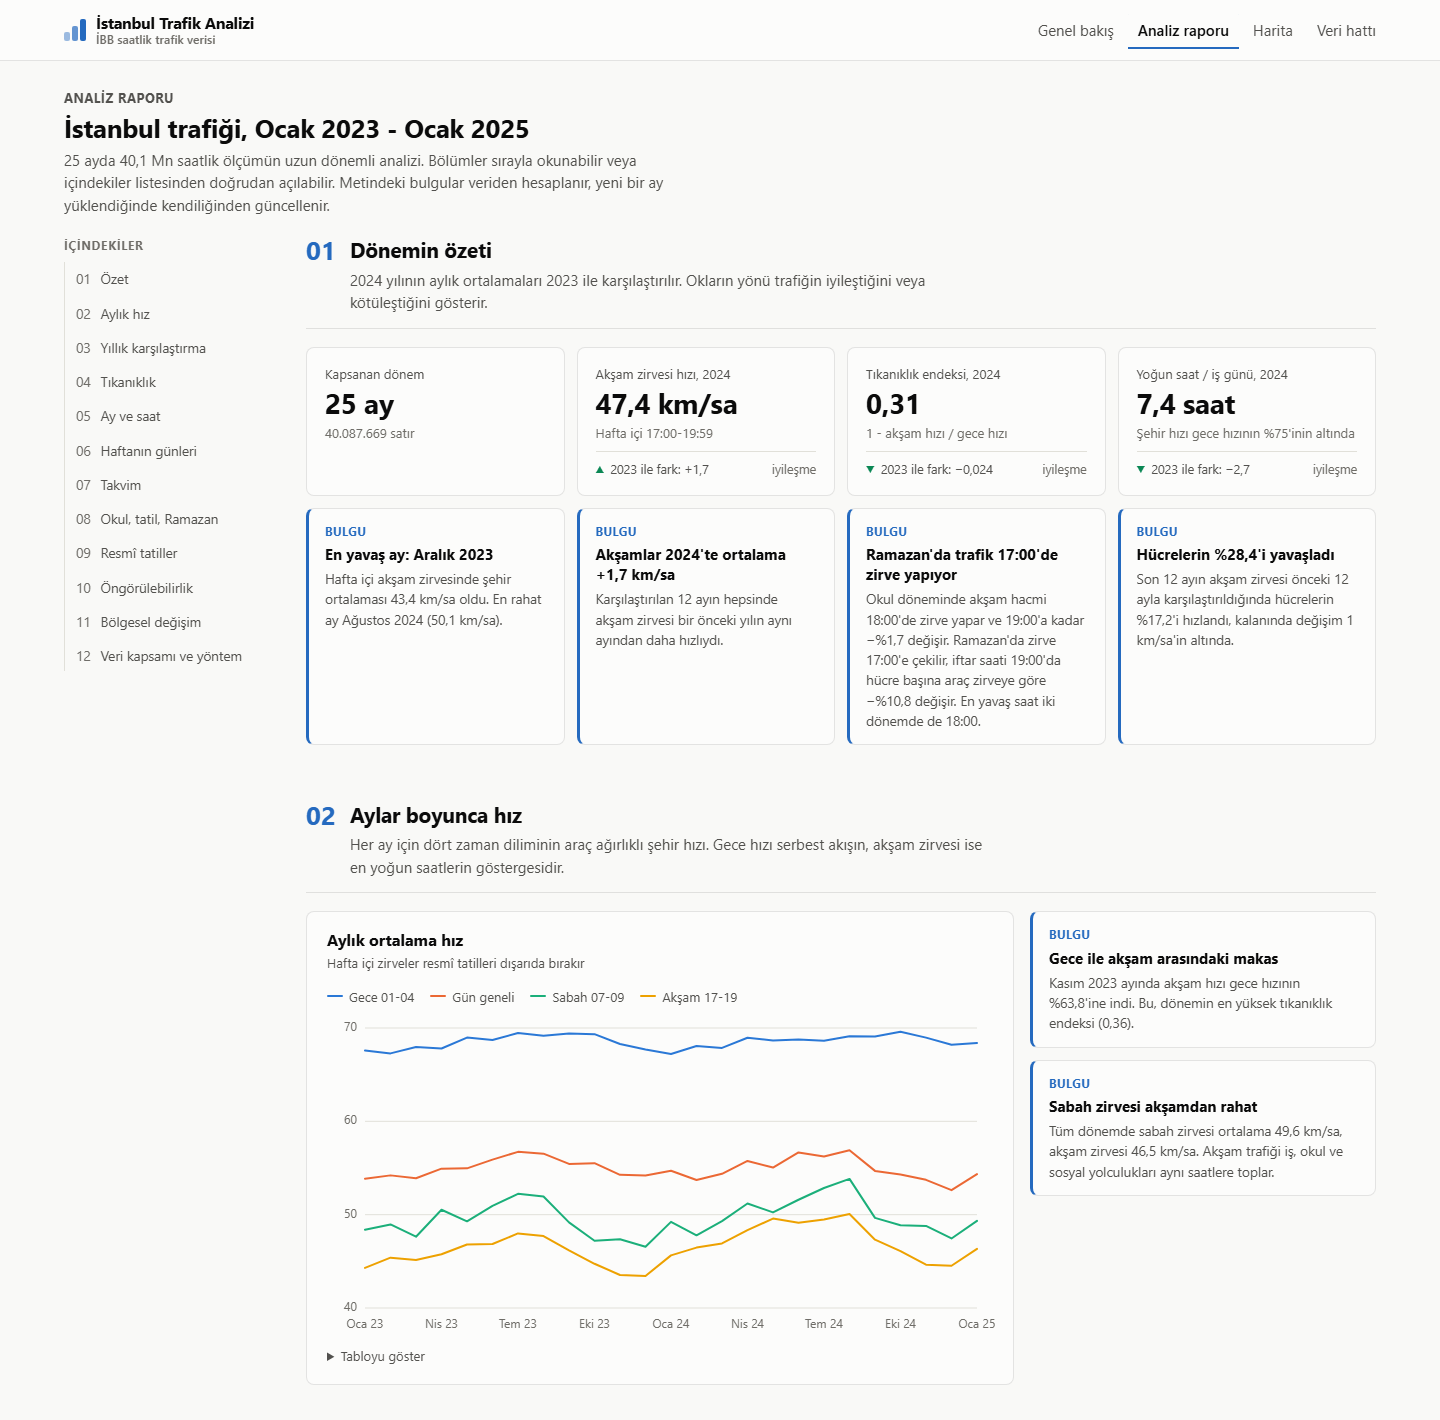 İstanbul Trafik Analizi
İBB saatlik trafik verisi
Genel bakış
Analiz raporu
Harita
Veri hattı
ANALİZ RAPORU
İstanbul trafiği, Ocak 2023 - Ocak 2025
25 ayda 40,1 Mn saatlik ölçümün uzun dönemli analizi. Bölümler sırayla okunabilir veya
içindekiler listesinden doğrudan açılabilir. Metindeki bulgular veriden hesaplanır, yeni bir ay
yüklendiğinde kendiliğinden güncellenir.
İÇİNDEKİLER
01 Özet
02 Aylık hız
03 Yıllık karşılaştırma
04 Tıkanıklık
05 Ay ve saat
06 Haftanın günleri
07 Takvim
08 Okul, tatil, Ramazan
09 Resmî tatiller
10 Öngörülebilirlik
11 Bölgesel değişim
12 Veri kapsamı ve yöntem
01 Dönemin özeti
2024 yılının aylık ortalamaları 2023 ile karşılaştırılır. Okların yönü trafiğin iyileştiğini veya
kötüleştiğini gösterir.
Kapsanan dönem
25 ay
40.087.669 satır
Akşam zirvesi hızı, 2024
47,4 km/sa
Hafta içi 17:00-19:59
▲ 2023 ile fark: +1,7 iyileşme
Tıkanıklık endeksi, 2024
0,31
1 - akşam hızı / gece hızı
▼ 2023 ile fark: −0,024 iyileşme
Yoğun saat / iş günü, 2024
7,4 saat
Şehir hızı gece hızının %75'inin altında
▼ 2023 ile fark: −2,7 iyileşme
BULGU
En yavaş ay: Aralık 2023
Hafta içi akşam zirvesinde şehir
ortalaması 43,4 km/sa oldu. En rahat
ay Ağustos 2024 (50,1 km/sa).
BULGU
Akşamlar 2024'te ortalama
+1,7 km/sa
Karşılaştırılan 12 ayın hepsinde
akşam zirvesi bir önceki yılın aynı
ayından daha hızlıydı.
BULGU
Ramazan'da trafik 17:00'de
zirve yapıyor
Okul döneminde akşam hacmi
18:00'de zirve yapar ve 19:00'a kadar
−%1,7 değişir. Ramazan'da zirve
17:00'e çekilir, iftar saati 19:00'da
hücre başına araç zirveye göre
−%10,8 değişir. En yavaş saat iki
dönemde de 18:00.
BULGU
Hücrelerin %28,4'i yavaşladı
Son 12 ayın akşam zirvesi önceki 12
ayla karşılaştırıldığında hücrelerin
%17,2'i hızlandı, kalanında değişim 1
km/sa'in altında.
02 Aylar boyunca hız
Her ay için dört zaman diliminin araç ağırlıklı şehir hızı. Gece hızı serbest akışın, akşam zirvesi ise
en yoğun saatlerin göstergesidir.
Aylık ortalama hız
Hafta içi zirveler resmî tatilleri dışarıda bırakır
Gece 01-04 Gün geneli Sabah 07-09 Akşam 17-19
70
60
50
40
Oca 23 Nis 23 Tem 23 Eki 23 Oca 24 Nis 24 Tem 24 Eki 24 Oca 25
▶ Tabloyu göster
BULGU
Gece ile akşam arasındaki makas
Kasım 2023 ayında akşam hızı gece hızının
%63,8'ine indi. Bu, dönemin en yüksek tıkanıklık
endeksi (0,36).
BULGU
Sabah zirvesi akşamdan rahat
Tüm dönemde sabah zirvesi ortalama 49,6 km/sa,
akşam zirvesi 46,5 km/sa. Akşam trafiği iş, okul ve
sosyal yolculukları aynı saatlere toplar.